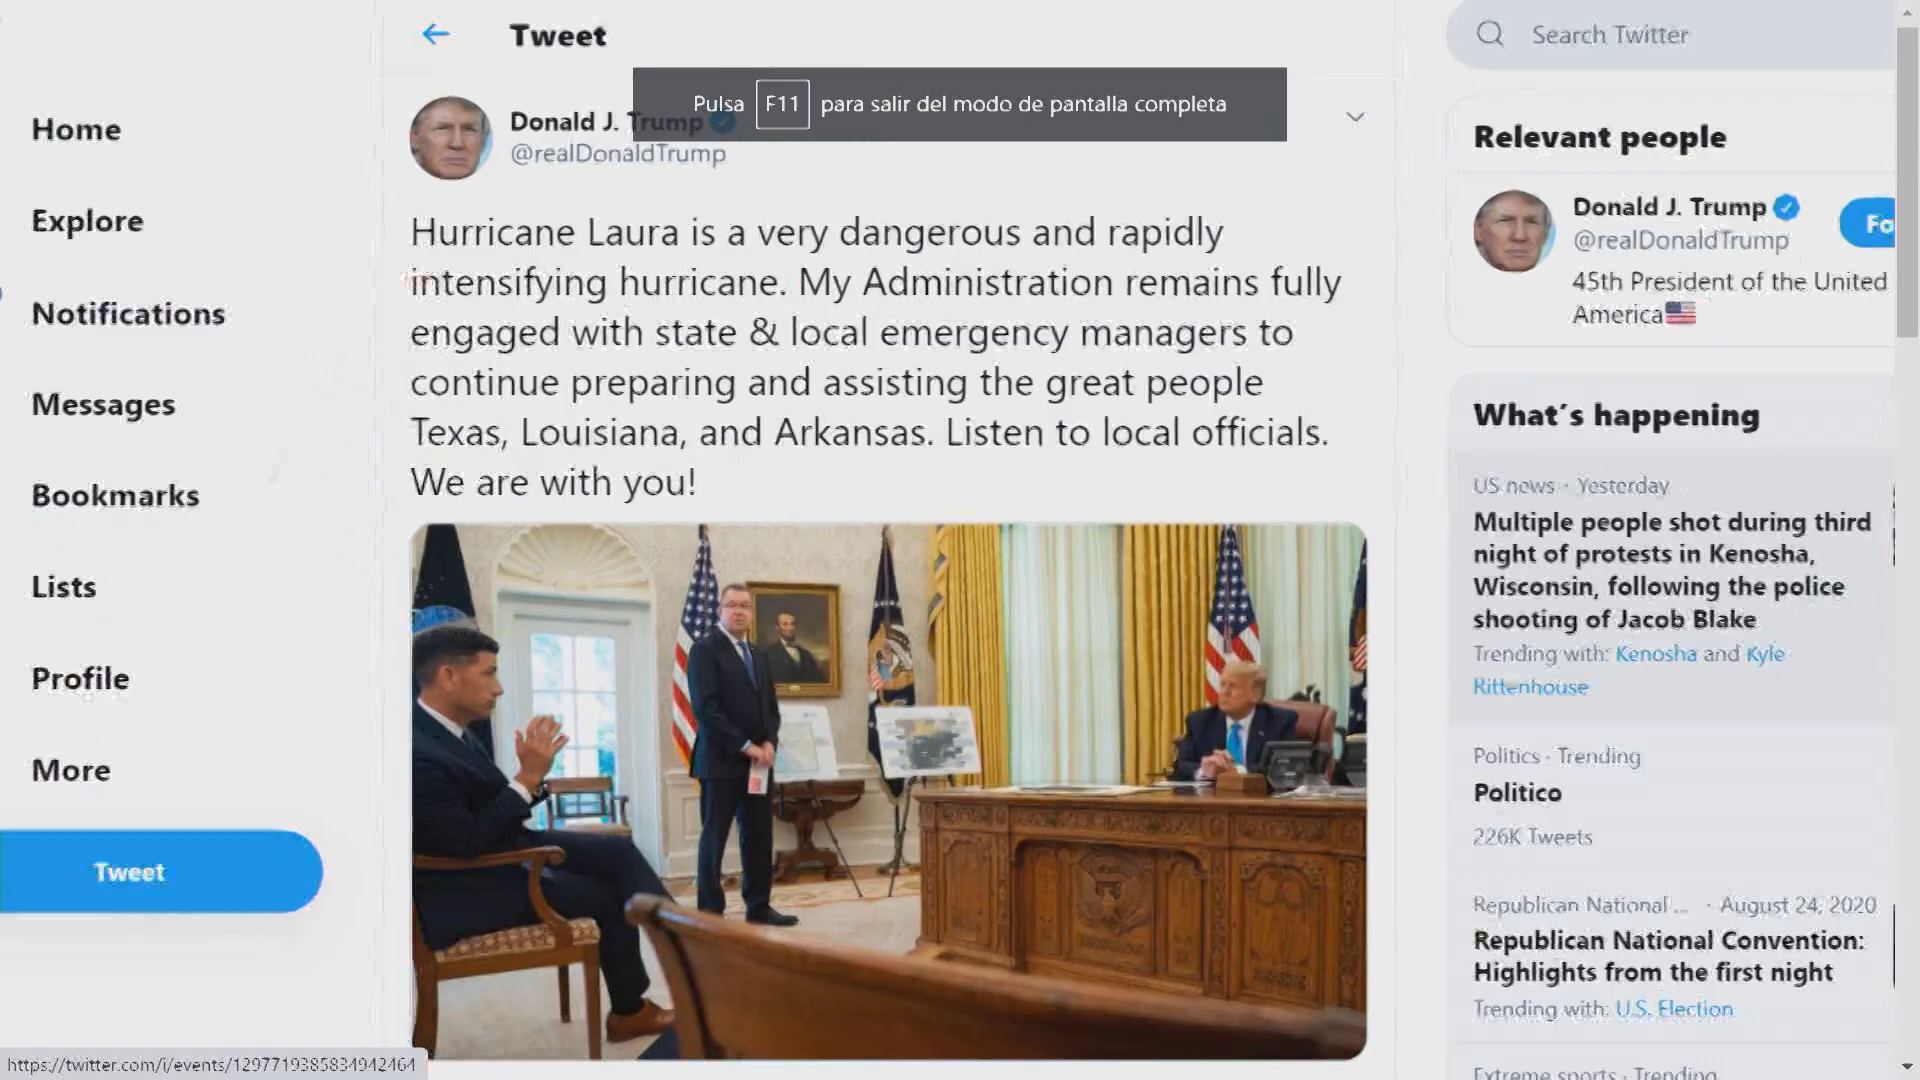 Tweet
Search Twitter
Pulsa F11 para salir del modo de pantalla completa
Home
Explore
Notifications
Messages
Bookmarks
Lists
Profile
More
Tweet
Donald J. Trump
@realDonaldTrump
Hurricane Laura is a very dangerous and rapidly
intensifying hurricane. My Administration remains fully
engaged with state & local emergency managers to
continue preparing and assisting the great people
Texas, Louisiana, and Arkansas. Listen to local officials.
We are with you!
Relevant people
Donald J. Trump
@realDonaldTrump
Fo
45th President of the United
America🇺🇸
What's happening
US news · Yesterday
Multiple people shot during third
night of protests in Kenosha,
Wisconsin, following the police
shooting of Jacob Blake
Trending with: Kenosha and Kyle
Rittenhouse
Politics · Trending
Politico
226K Tweets
Republican National ... · August 24, 2020
Republican National Convention:
Highlights from the first night
Trending with: U.S. Election
Extreme sports · Trending
https://twitter.com/i/events/1297719385834942464